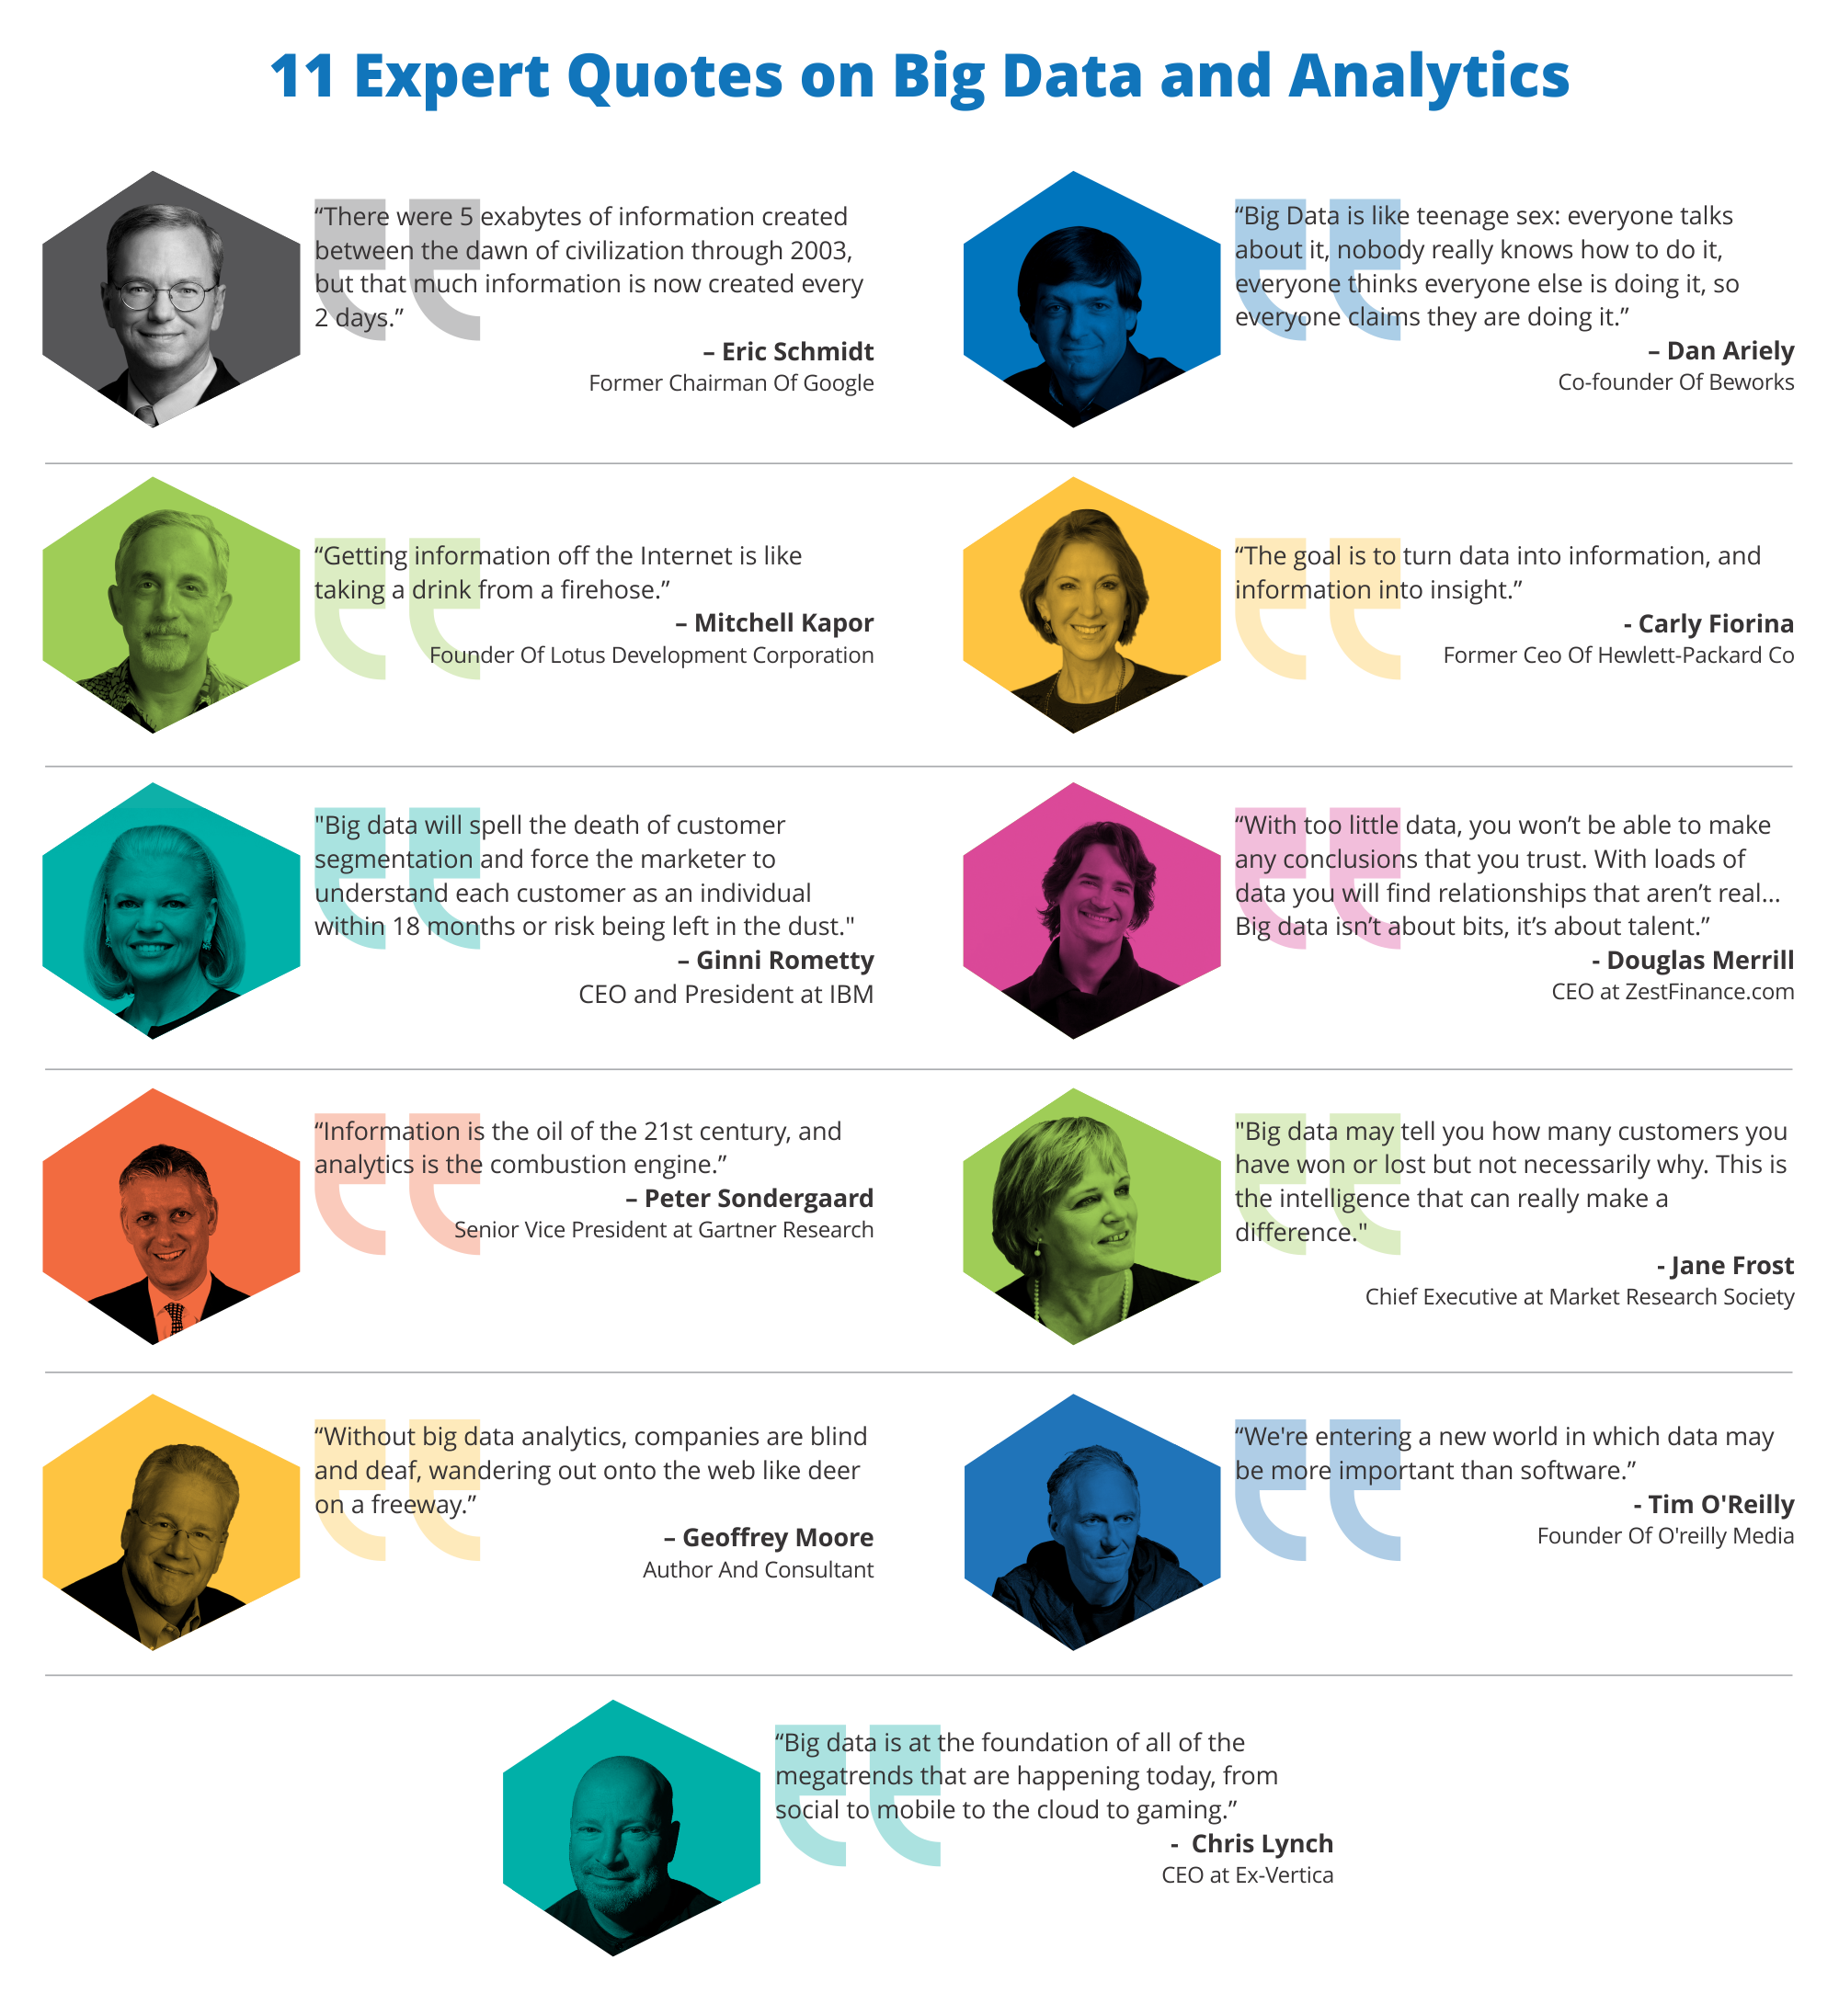 11 Expert Quotes on Big Data and Analytics
“There were 5 exabytes of information created
between the dawn of civilization through 2003,
but that much information is now created every
2 days.”
– Eric Schmidt
Former Chairman Of Google
“Big Data is like teenage sex: everyone talks
about it, nobody really knows how to do it,
everyone thinks everyone else is doing it, so
everyone claims they are doing it.”
– Dan Ariely
Co-founder Of Beworks
“Getting information off the Internet is like
taking a drink from a firehose.”
– Mitchell Kapor
Founder Of Lotus Development Corporation
“The goal is to turn data into information, and
information into insight.”
- Carly Fiorina
Former Ceo Of Hewlett-Packard Co
"Big data will spell the death of customer
segmentation and force the marketer to
understand each customer as an individual
within 18 months or risk being left in the dust."
– Ginni Rometty
CEO and President at IBM
“With too little data, you won’t be able to make
any conclusions that you trust. With loads of
data you will find relationships that aren’t real...
Big data isn’t about bits, it’s about talent.”
- Douglas Merrill
CEO at ZestFinance.com
“Information is the oil of the 21st century, and
analytics is the combustion engine.”
– Peter Sondergaard
Senior Vice President at Gartner Research
"Big data may tell you how many customers you
have won or lost but not necessarily why. This is
the intelligence that can really make a
difference."
- Jane Frost
Chief Executive at Market Research Society
“Without big data analytics, companies are blind
and deaf, wandering out onto the web like deer
on a freeway.”
– Geoffrey Moore
Author And Consultant
“We're entering a new world in which data may
be more important than software.”
- Tim O'Reilly
Founder Of O'reilly Media
“Big data is at the foundation of all of the
megatrends that are happening today, from
social to mobile to the cloud to gaming.”
- Chris Lynch
CEO at Ex-Vertica